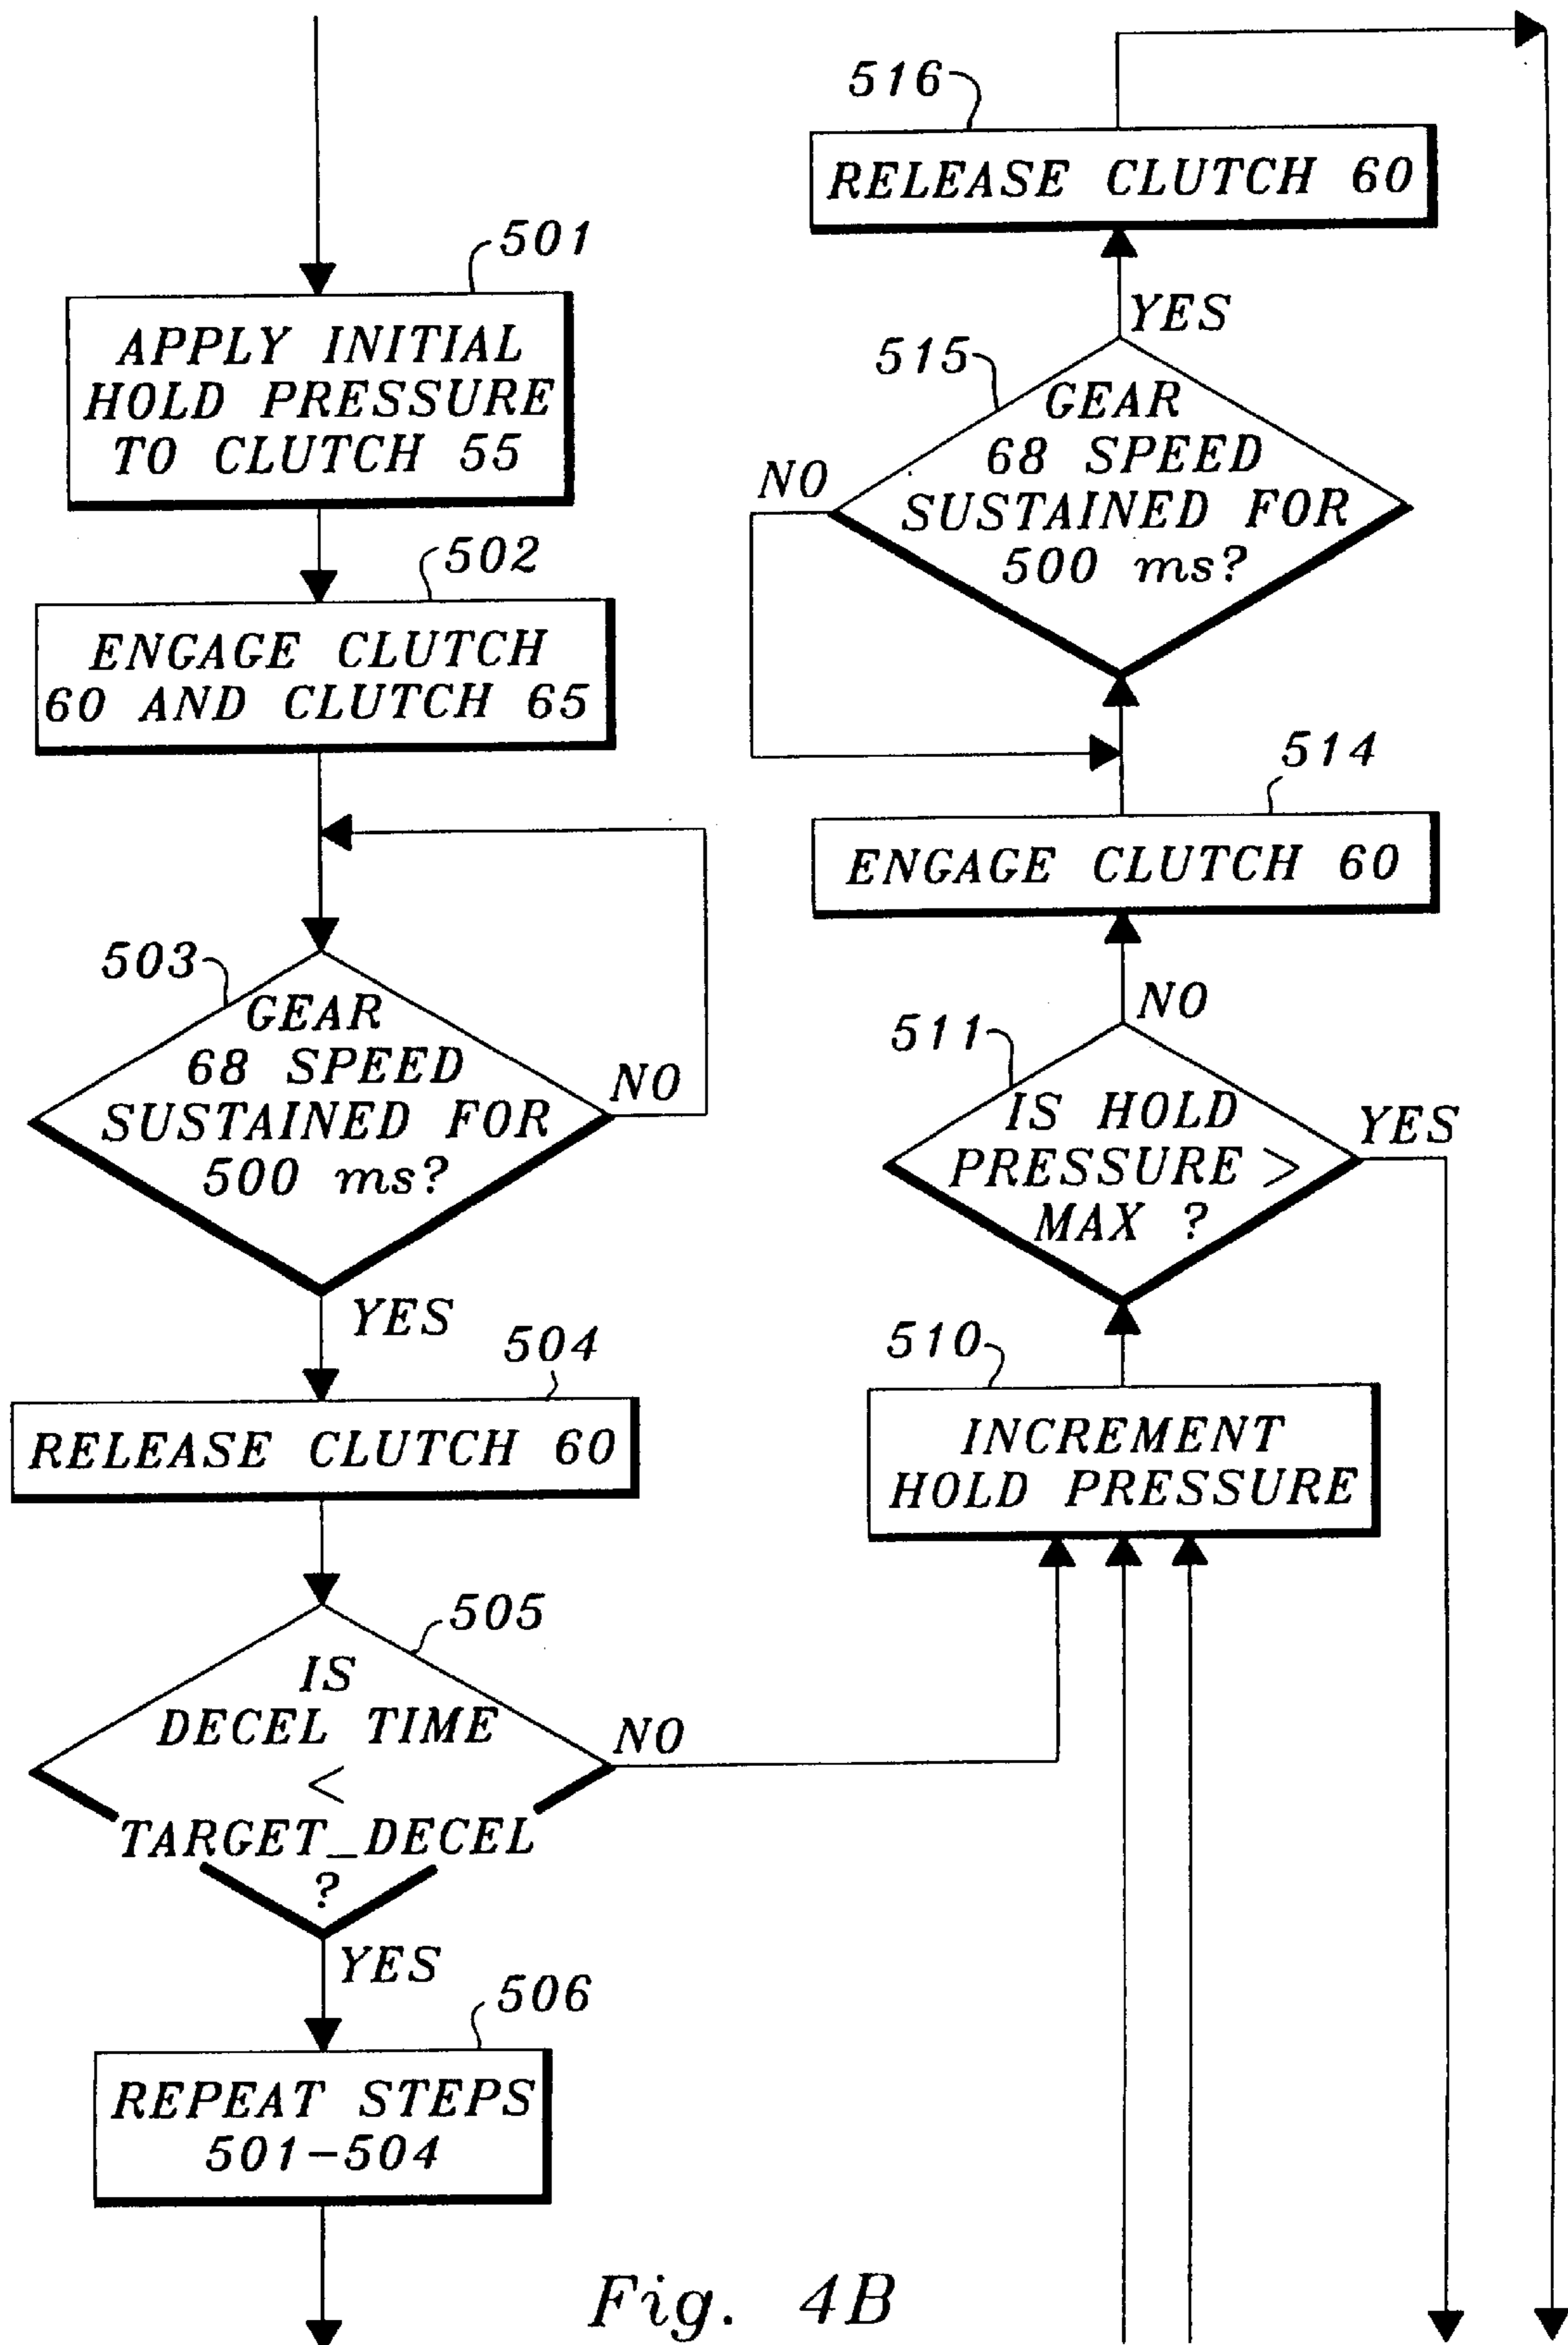 501
APPLY INITIAL
HOLD PRESSURE
TO CLUTCH 55
502
ENGAGE CLUTCH
60 AND CLUTCH 65
503
GEAR
68 SPEED
SUSTAINED FOR
500 ms?
NO
YES
504
RELEASE CLUTCH 60
505
IS
DECEL TIME
<
TARGET_DECEL
?
NO
YES
506
REPEAT STEPS
501-504
516
RELEASE CLUTCH 60
YES
515
GEAR
68 SPEED
SUSTAINED FOR
500 ms?
NO
514
ENGAGE CLUTCH 60
NO
511
IS HOLD
PRESSURE >
MAX ?
YES
510
INCREMENT
HOLD PRESSURE
Fig. 4B